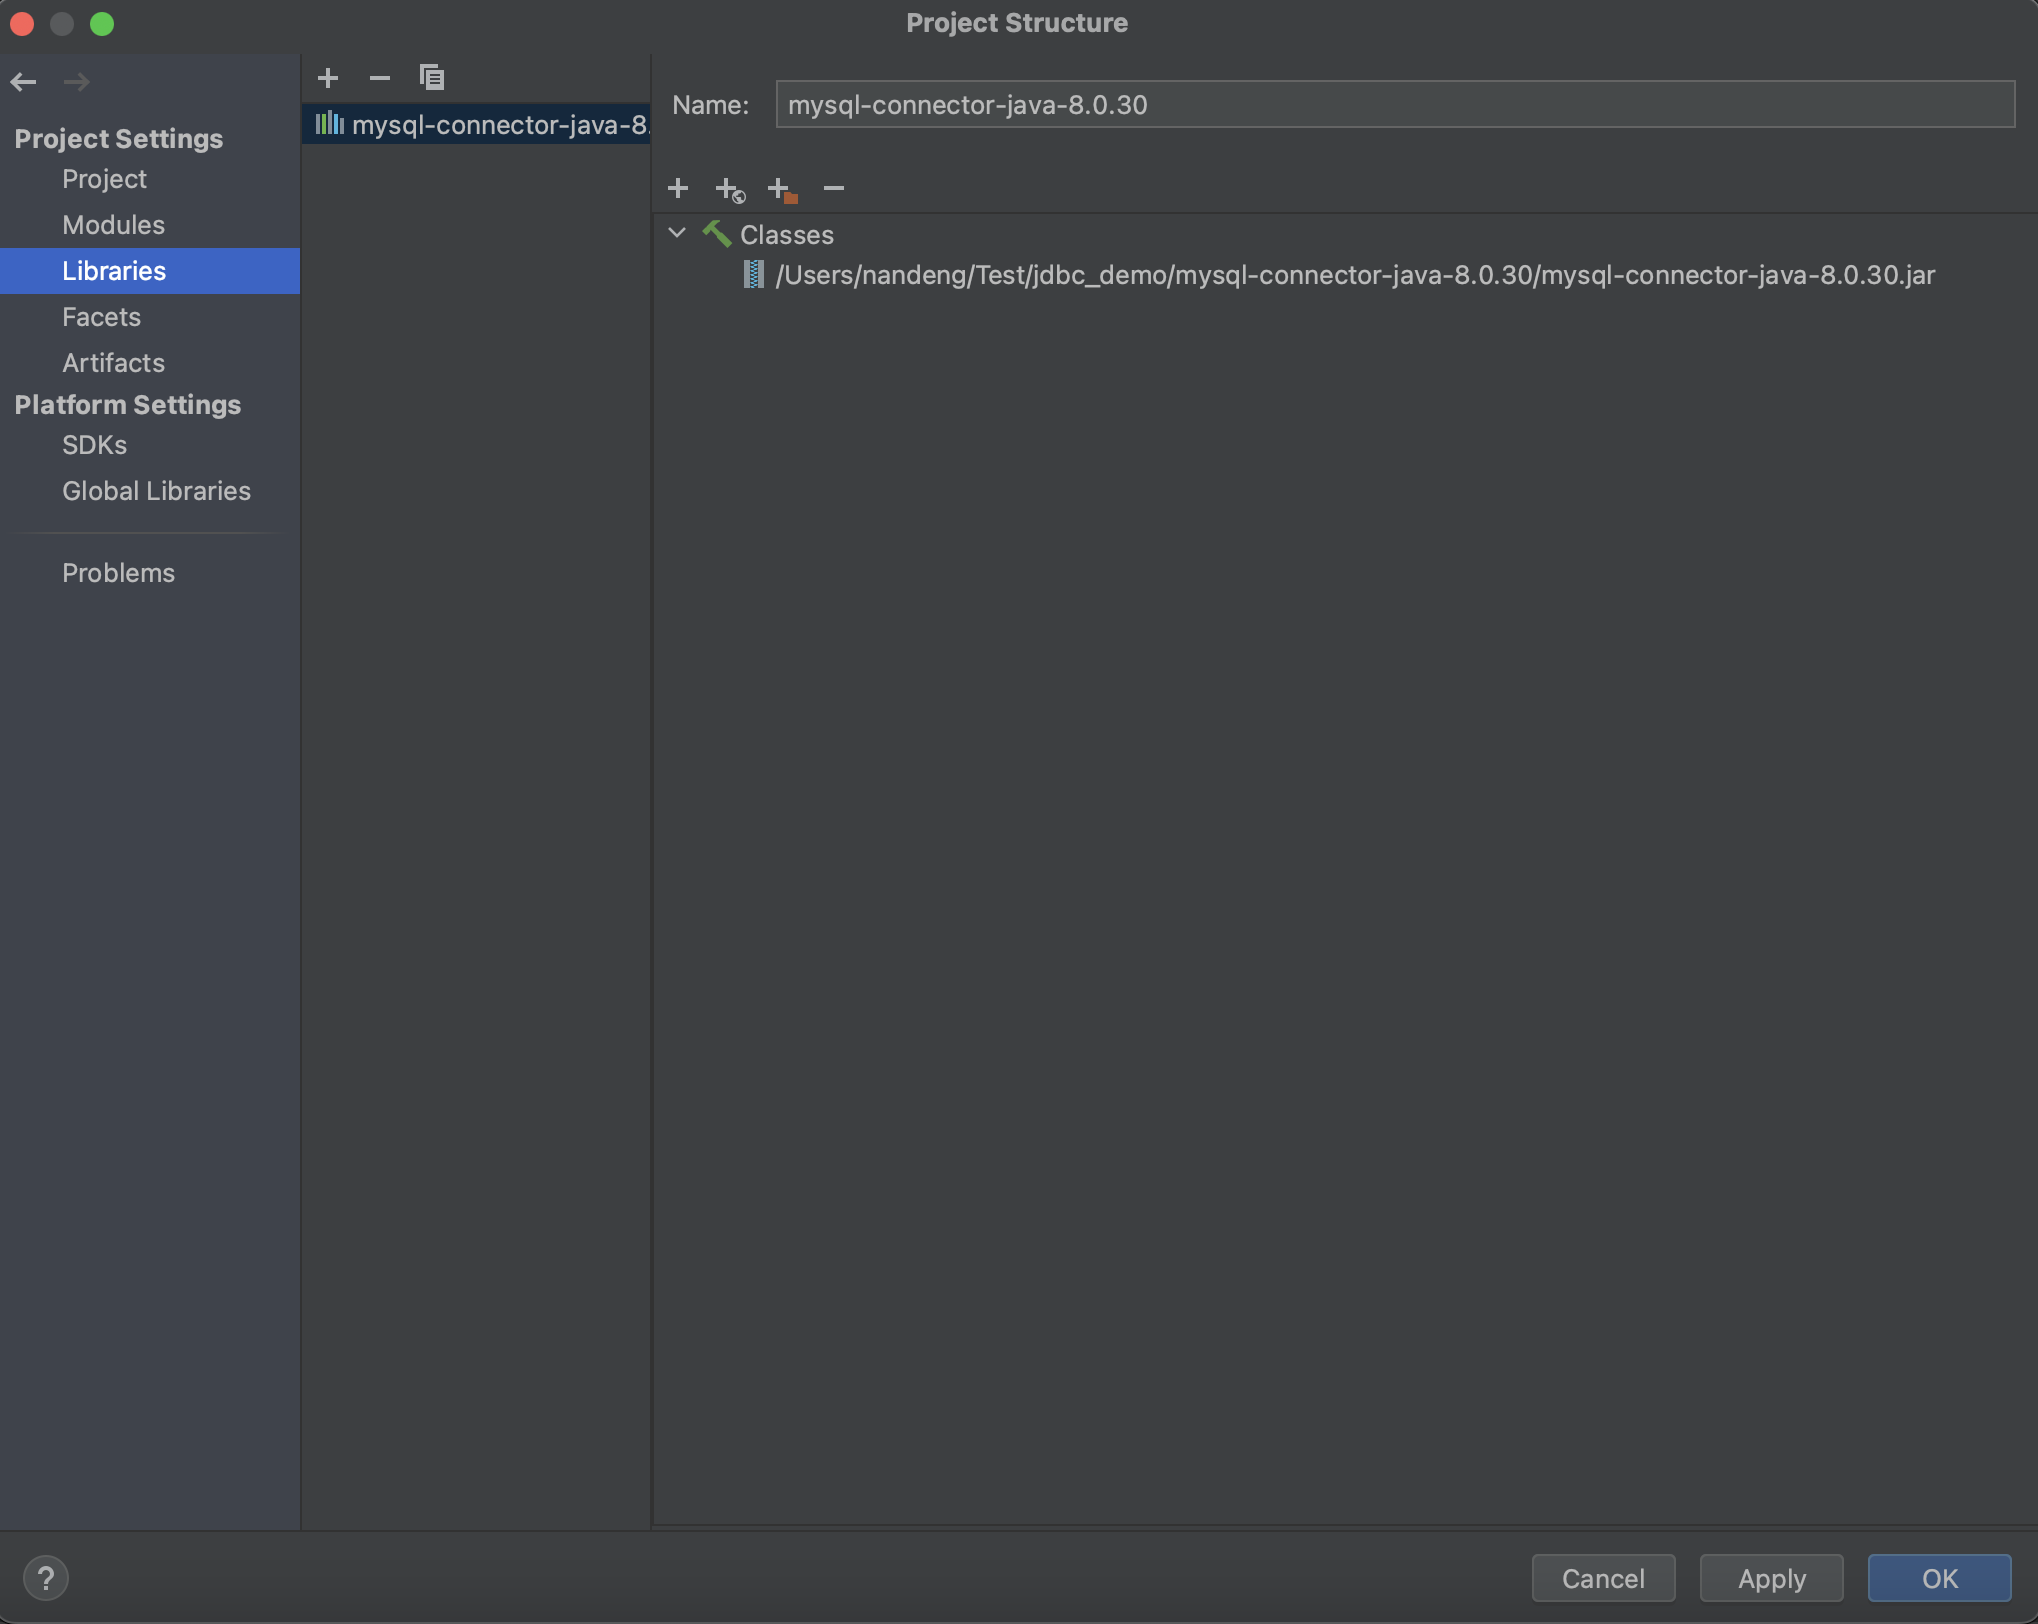 Project Structure
Project Settings
Project
Modules
Libraries
Facets
Artifacts
Platform Settings
SDKs
Global Libraries
Problems
mysql-connector-java-8.
Name: mysql-connector-java-8.0.30
Classes
/Users/nandeng/Test/jdbc_demo/mysql-connector-java-8.0.30/mysql-connector-java-8.0.30.jar
?
Cancel
Apply
OK